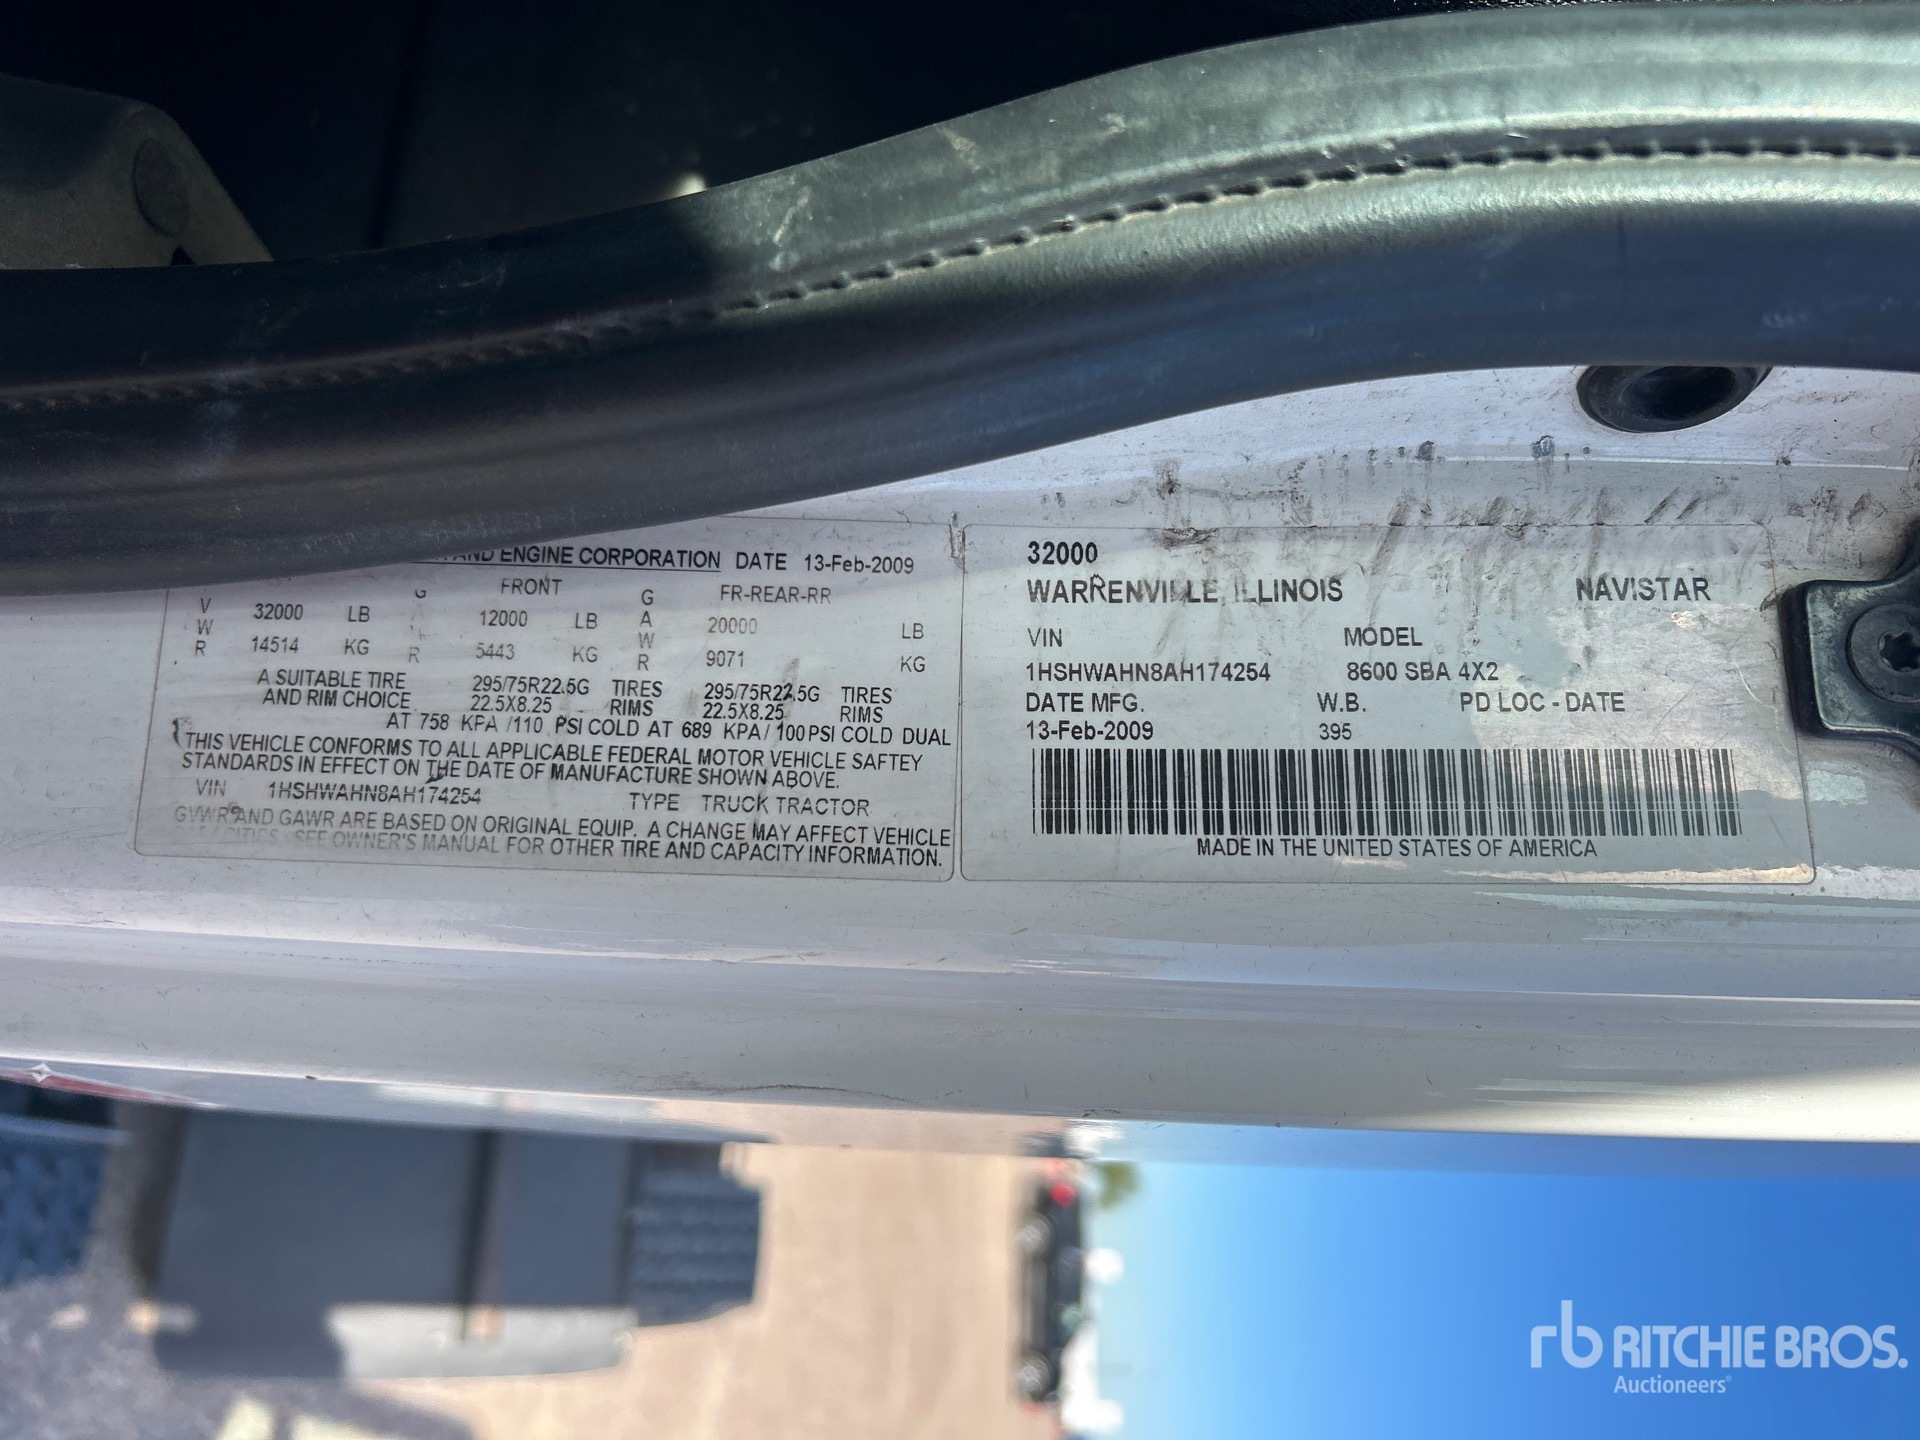 AND ENGINE CORPORATION DATE 13-Feb-2009
FRONT FR-REAR-RR
V W R 32000 LB 12000 LB G A W R 20000 LB
14514 KG R 5443 KG 9071 KG
A SUITABLE TIRE 295/75R22.5G TIRES 295/75R22.5G TIRES
AND RIM CHOICE 22.5X8.25 RIMS 22.5X8.25 RIMS
AT 758 KPA /110 PSI COLD AT 689 KPA/ 100 PSI COLD DUAL
THIS VEHICLE CONFORMS TO ALL APPLICABLE FEDERAL MOTOR VEHICLE SAFTEY
STANDARDS IN EFFECT ON THE DATE OF MANUFACTURE SHOWN ABOVE.
VIN 1HSHWAHN8AH174254 TYPE TRUCK TRACTOR
GVWR AND GAWR ARE BASED ON ORIGINAL EQUIP. A CHANGE MAY AFFECT VEHICLE
SEE OWNER'S MANUAL FOR OTHER TIRE AND CAPACITY INFORMATION.
32000
WARRENVILLE, ILLINOIS NAVISTAR
VIN MODEL
1HSHWAHN8AH174254 8600 SBA 4X2
DATE MFG. W.B. PD LOC - DATE
13-Feb-2009 395
MADE IN THE UNITED STATES OF AMERICA
rb RITCHIE BROS.
Auctioneers